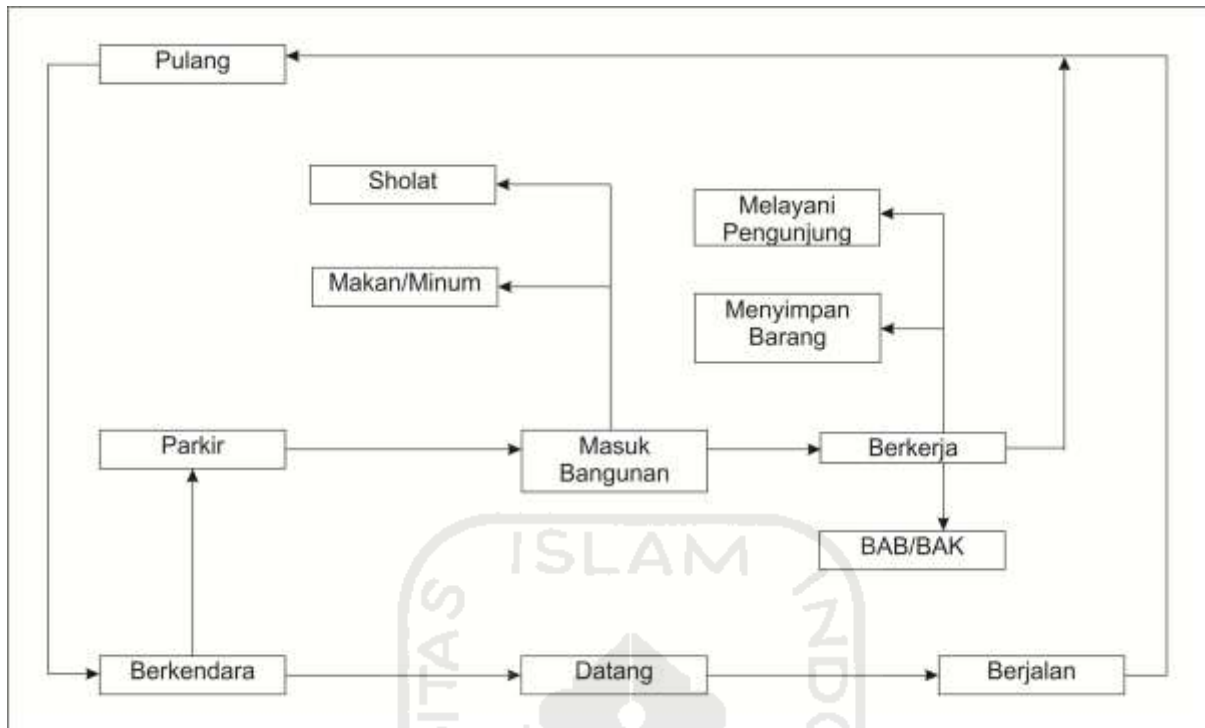 Pulang
Sholat
Melayani
Pengunjung
Makan/Minum
Menyimpan
Barang
Parkir
Masuk
Bangunan
Berkerja
BAB/BAK
ISLAM
Berkendara
Datang
Berjalan